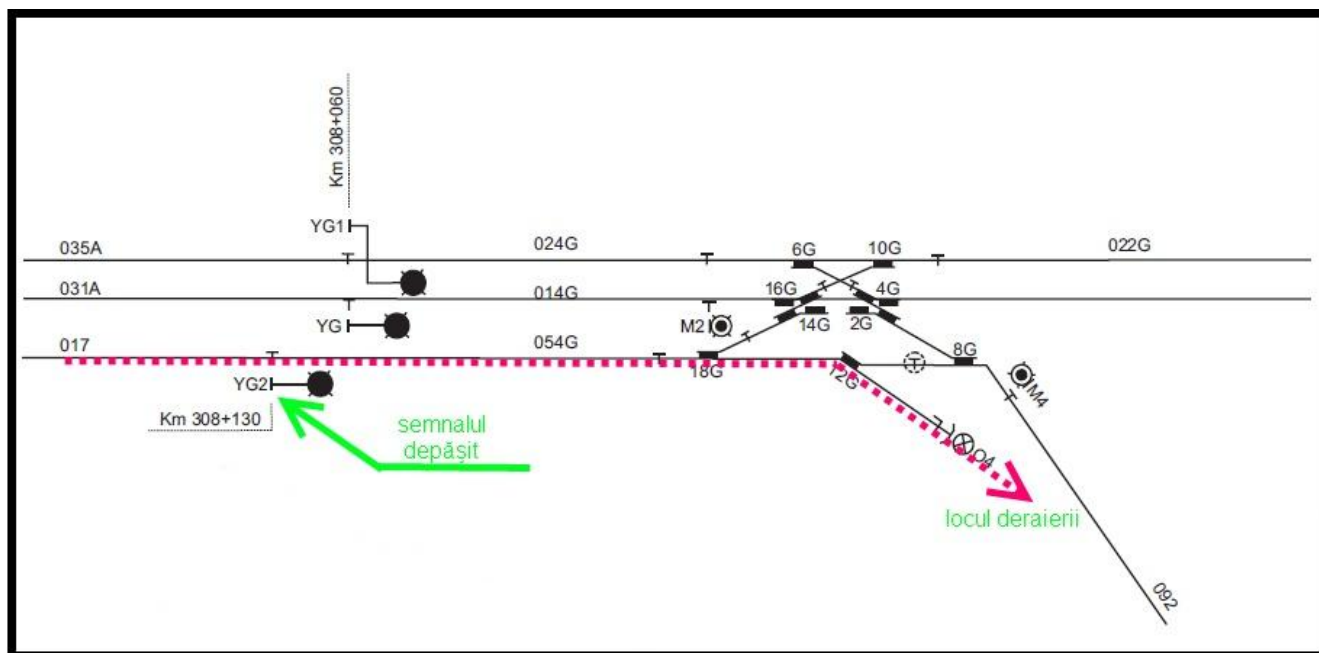 Km 308+060
YG1
035A
024G
6G
10G
022G
031A
014G
16G
4G
YG
M2
14G
2G
017
054G
18G
12G
8G
M4
YG2
Km 308+130
semnalul
depăşit
O4
locul deraierii
092